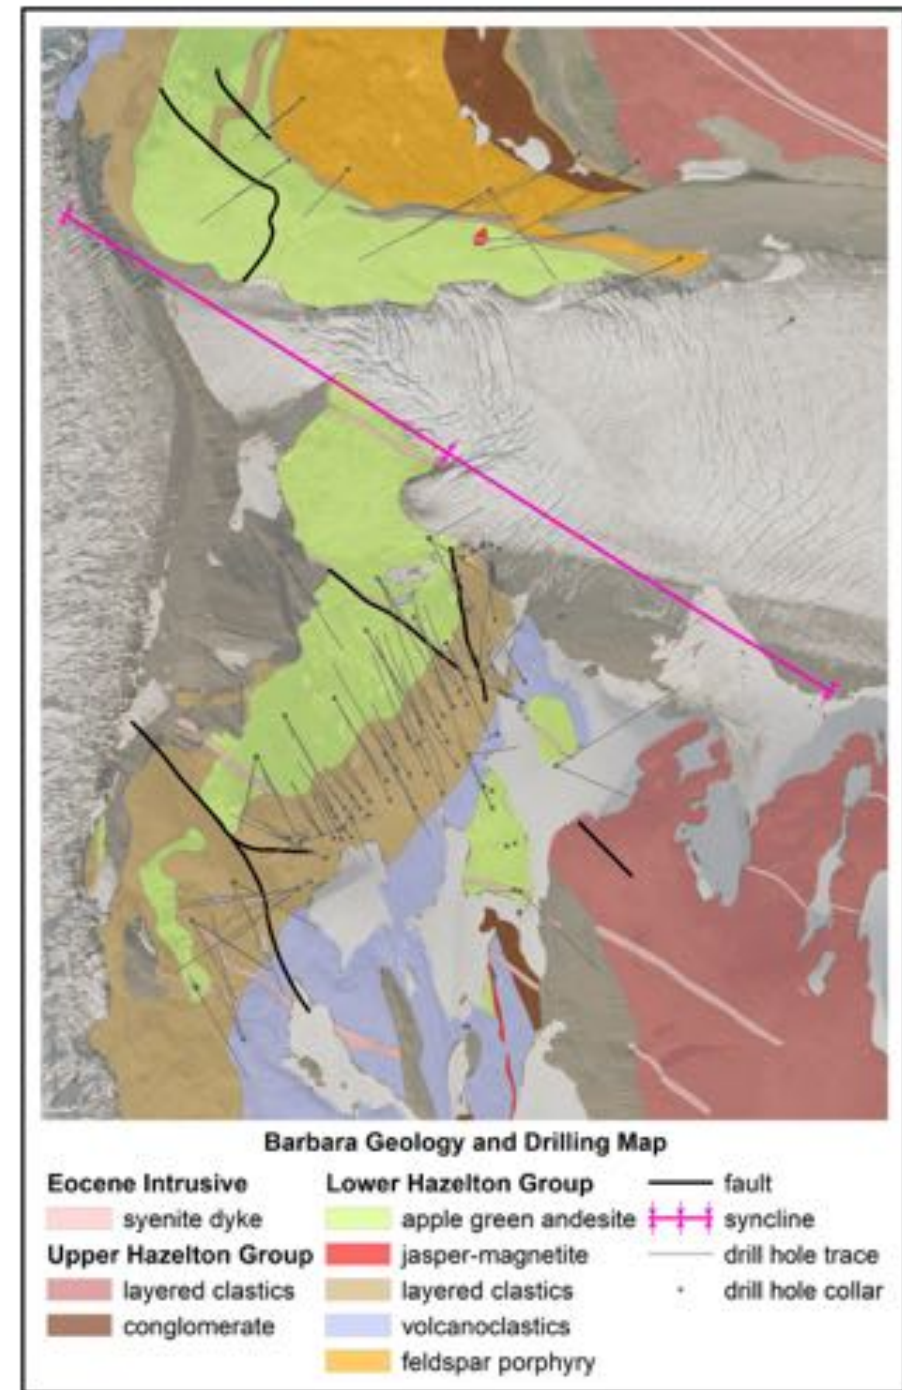 Barbara Geology and Drilling Map
Eocene Intrusive
syenite dyke
Upper Hazelton Group
layered clastics
conglomerate
Lower Hazelton Group
apple green andesite
jasper-magnetite
layered clastics
volcanoclastics
feldspar porphyry
fault
syncline
drill hole trace
drill hole collar